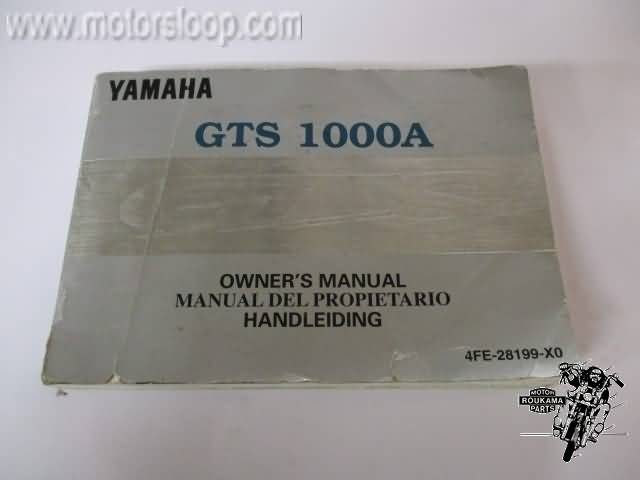 www.motorsloop.com
YAMAHA
GTS 1000A
OWNER'S MANUAL
MANUAL DEL PROPIETARIO
HANDLEIDING
4FE-28199-X0
MOTOR
ROUKAMA
PARTS